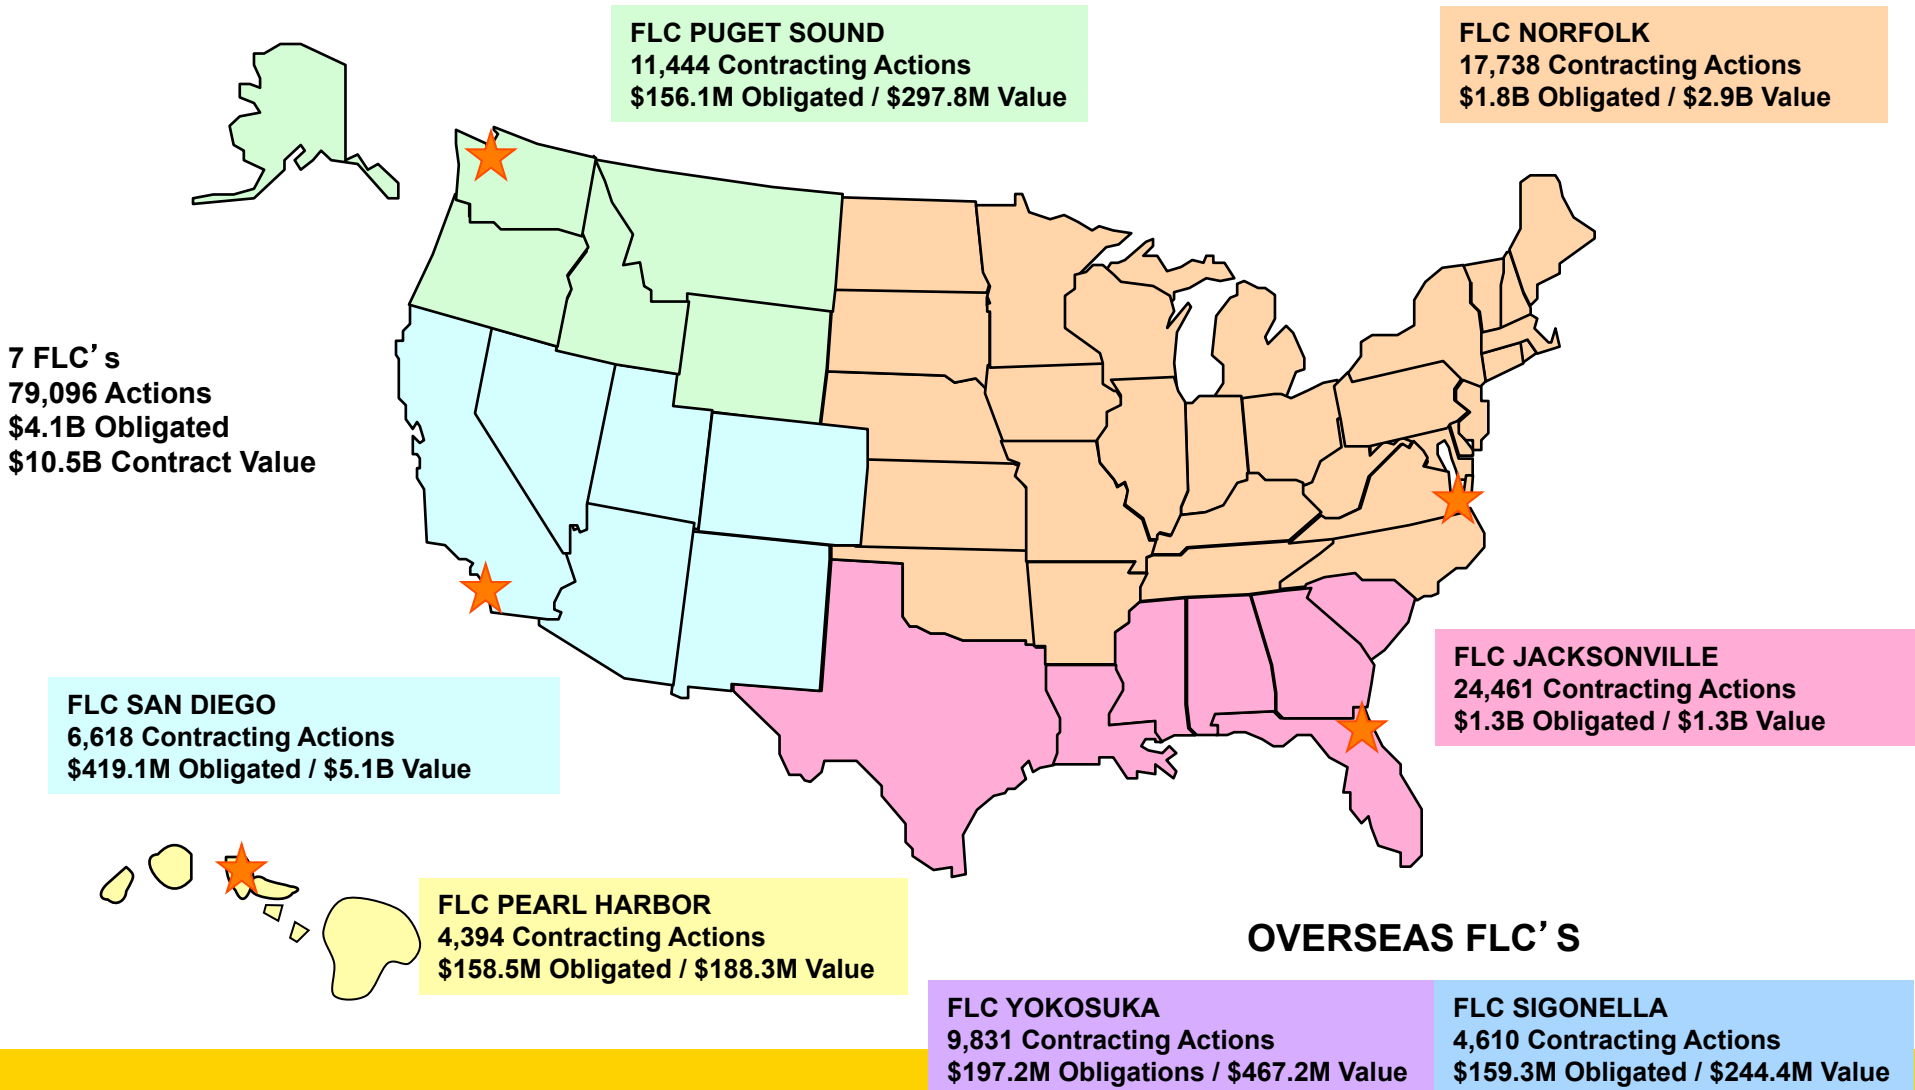 FLC PUGET SOUND
11,444 Contracting Actions
$156.1M Obligated / $297.8M Value
FLC NORFOLK
17,738 Contracting Actions
$1.8B Obligated / $2.9B Value
7 FLC’s
79,096 Actions
$4.1B Obligated
$10.5B Contract Value
FLC JACKSONVILLE
24,461 Contracting Actions
$1.3B Obligated / $1.3B Value
FLC SAN DIEGO
6,618 Contracting Actions
$419.1M Obligated / $5.1B Value
FLC PEARL HARBOR
4,394 Contracting Actions
$158.5M Obligated / $188.3M Value
OVERSEAS FLC’S
FLC YOKOSUKA
9,831 Contracting Actions
$197.2M Obligations / $467.2M Value
FLC SIGONELLA
4,610 Contracting Actions
$159.3M Obligated / $244.4M Value